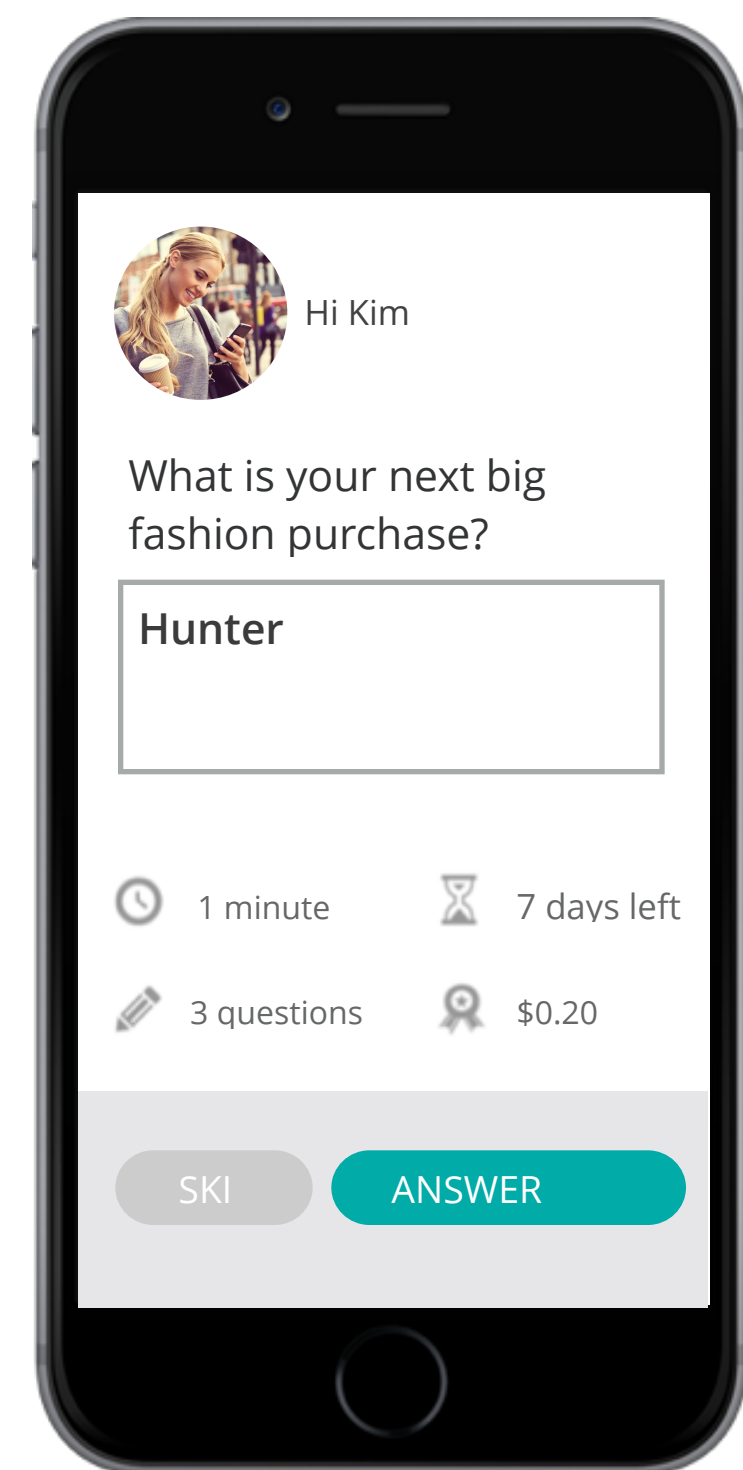 Hi Kim
What is your next big
fashion purchase?
Hunter
1 minute
7 days left
3 questions
$0.20
SKI
ANSWER